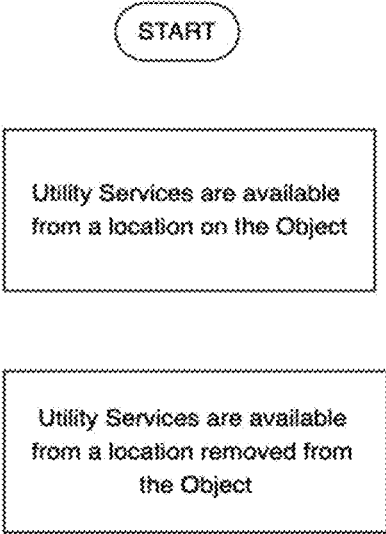 START
Utility Services are available
from a location on the Object
Utility Services are available
from a location removed from
the Object